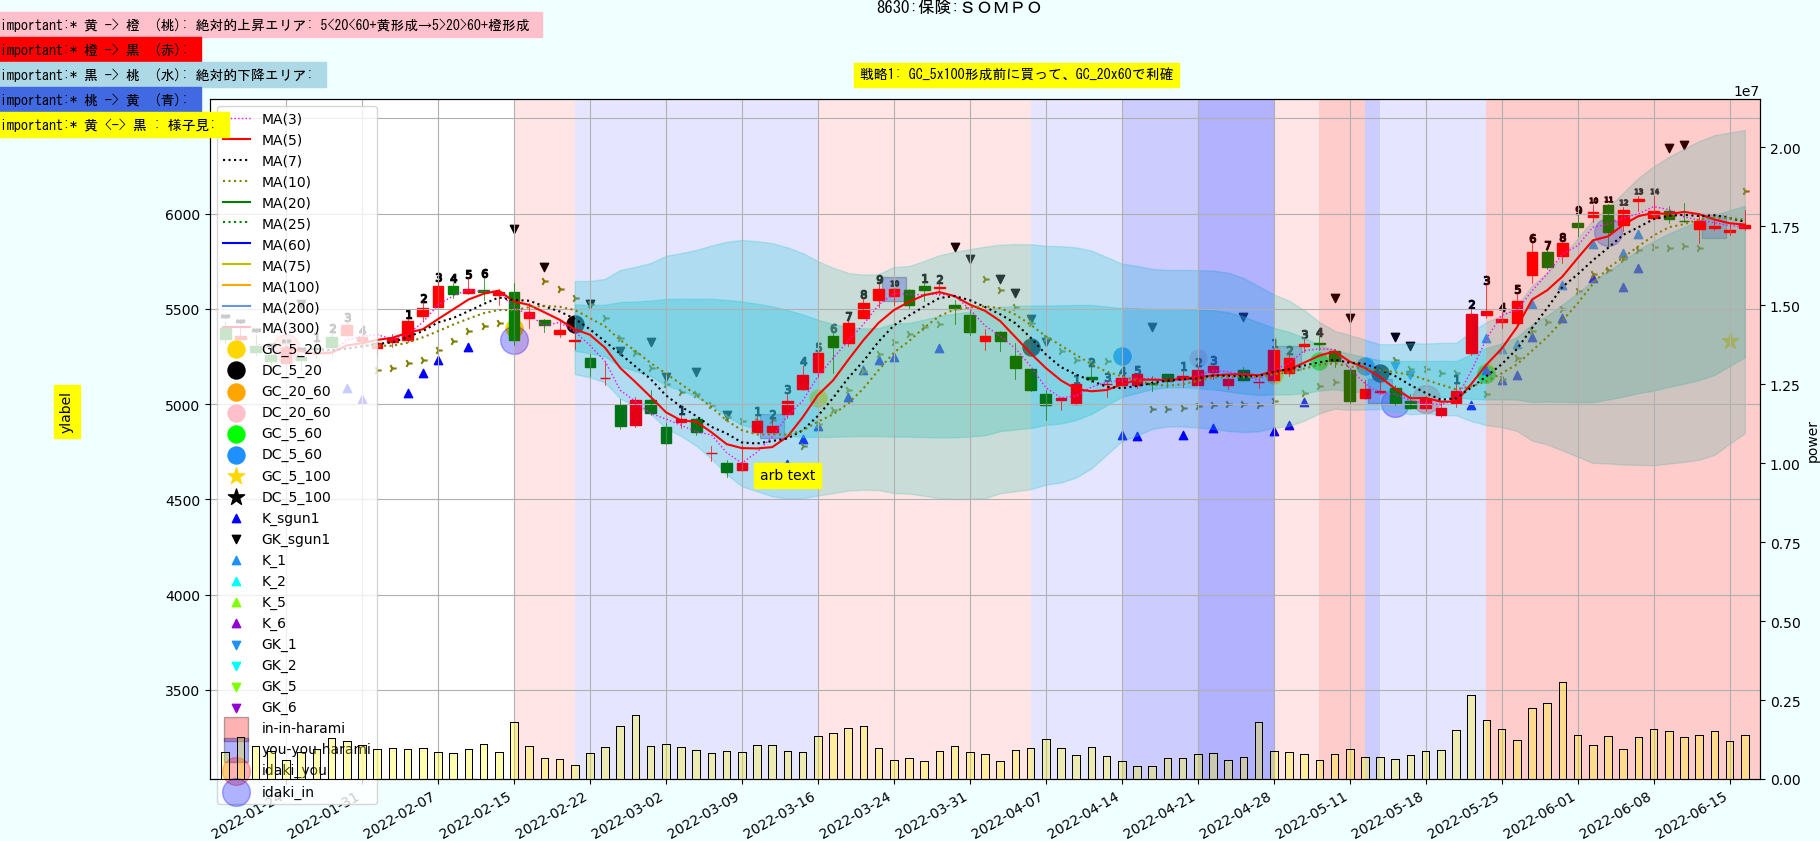 8630:保険:ＳＯＭＰＯ
important:* 黄 -> 橙 （桃）: 絶対的上昇エリア: 5<20<60+黄形成→5>20>60+橙形成
important:* 橙 -> 黒 （赤）:
important:* 黒 -> 桃 （水）: 絶対的下降エリア:
important:* 桃 -> 黄 （青）:
important:* 黄 <-> 黒 : 様子見:
戦略1: GC_5x100形成前に買って、GC_20x60で利確
1e7
MA(3)
MA(5)
MA(7)
MA(10)
MA(20)
MA(25)
MA(60)
MA(75)
MA(100)
MA(200)
MA(300)
GC_5_20
DC_5_20
GC_20_60
DC_20_60
GC_5_60
DC_5_60
GC_5_100
DC_5_100
K_sgun1
GK_sgun1
K_1
K_2
K_5
K_6
GK_1
GK_2
GK_5
GK_6
in-in-harami
you-you-harami
idaki_you
idaki_in
6000
5500
5000
4500
4000
3500
ylabel
arb text
2.00
1.75
1.50
1.25
1.00
0.75
0.50
0.25
0.00
power
2022-01-24
2022-01-31
2022-02-07
2022-02-15
2022-02-22
2022-03-02
2022-03-09
2022-03-16
2022-03-24
2022-03-31
2022-04-07
2022-04-14
2022-04-21
2022-04-28
2022-05-11
2022-05-18
2022-05-25
2022-06-01
2022-06-08
2022-06-15